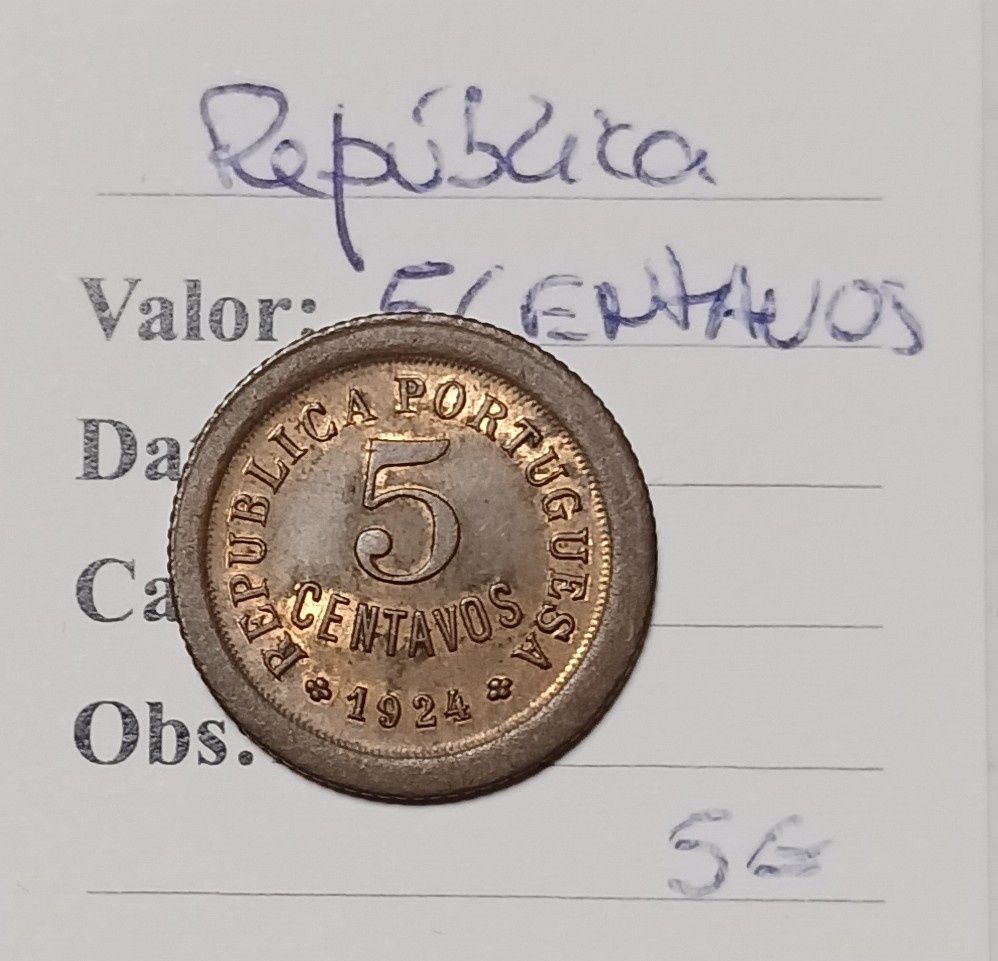 República
Valor: 5 CENTAVOS
Da
Ca
Obs.
REPUBLICA PORTUGUESA
5
CENTAVOS
* 1924 *
5€